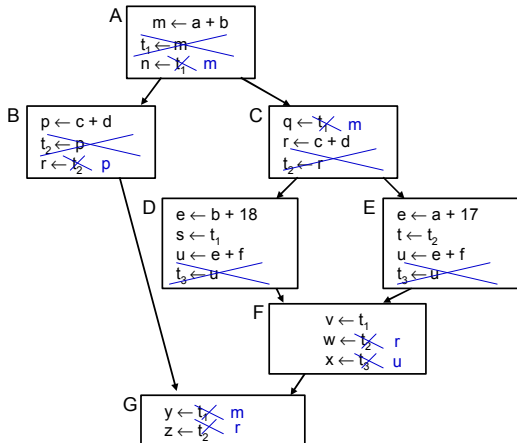 A
m ← a + b
t1 ← m
n ← t1 m
B
p ← c + d
t2 ← p
r ← t2 p
C
q ← t1 m
r ← c + d
t2 ← r
D
e ← b + 18
s ← t1
u ← e + f
t3 ← u
E
e ← a + 17
t ← t2
u ← e + f
t3 ← u
F
v ← t1
w ← t2 r
x ← t3 u
G
y ← t1 m
z ← t2 r